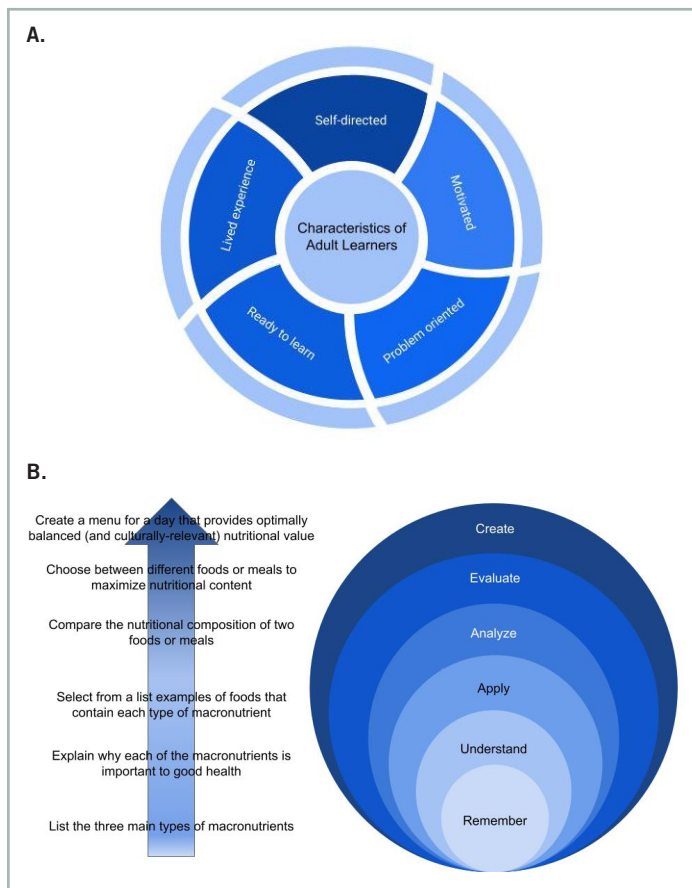 A.
Self-directed
Lived experience
Motivated
Characteristics of
Adult Learners
Ready to learn
Problem oriented
B.
Create a menu for a day that provides optimally
balanced (and culturally-relevant) nutritional value
Choose between different foods or meals to
maximize nutritional content
Compare the nutritional composition of two
foods or meals
Select from a list examples of foods that
contain each type of macronutrient
Explain why each of the macronutrients is
important to good health
List the three main types of macronutrients
Create
Evaluate
Analyze
Apply
Understand
Remember